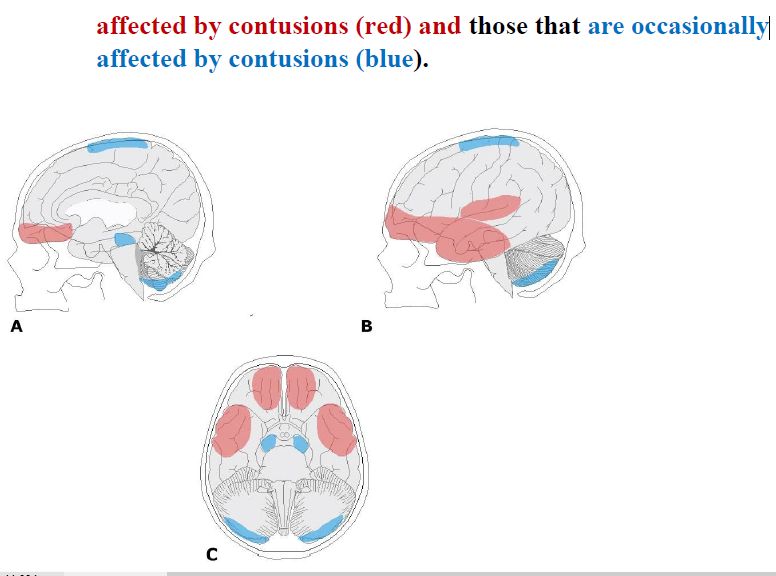 affected by contusions (red) and those that are occasionally
affected by contusions (blue).
A
B
C